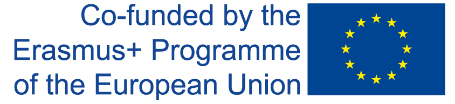 Co-funded by the
Erasmus+ Programme
of the European Union